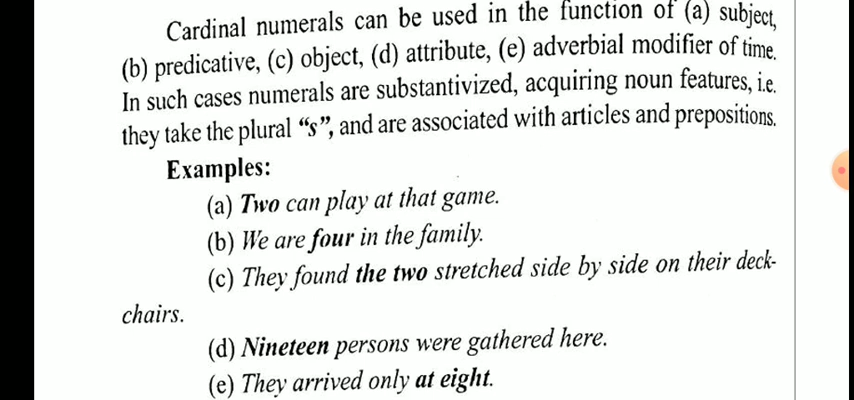 Cardinal numerals can be used in the function of (a) subject,
(b) predicative, (c) object, (d) attribute, (e) adverbial modifier of time.
In such cases numerals are substantivized, acquiring noun features, i.e.
they take the plural “s”, and are associated with articles and prepositions.
Examples:
(a) Two can play at that game.
(b) We are four in the family.
(c) They found the two stretched side by side on their deck-
chairs.
(d) Nineteen persons were gathered here.
(e) They arrived only at eight.